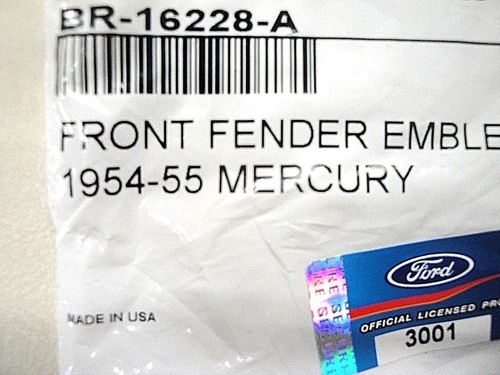 BR-16228-A
FRONT FENDER EMBLE
1954-55 MERCURY
MADE IN USA
Ford
OFFICIAL LICENSED PRO
3001